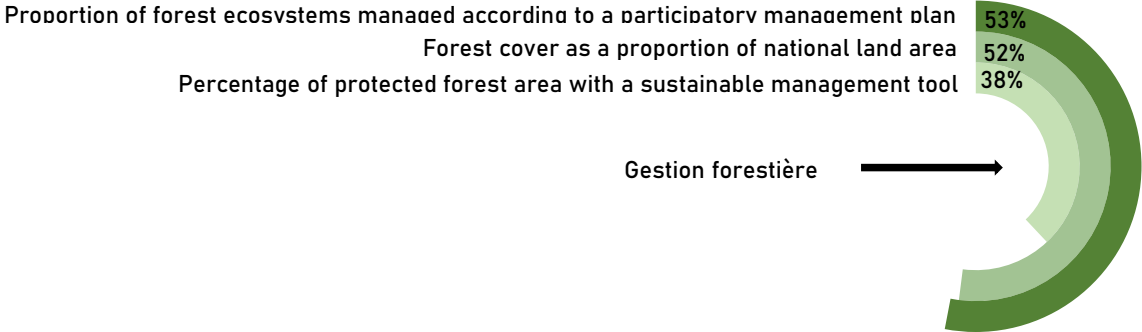 Proportion of forest ecosystems managed according to a participatory management plan 53%
Forest cover as a proportion of national land area 52%
Percentage of protected forest area with a sustainable management tool 38%
Gestion forestière